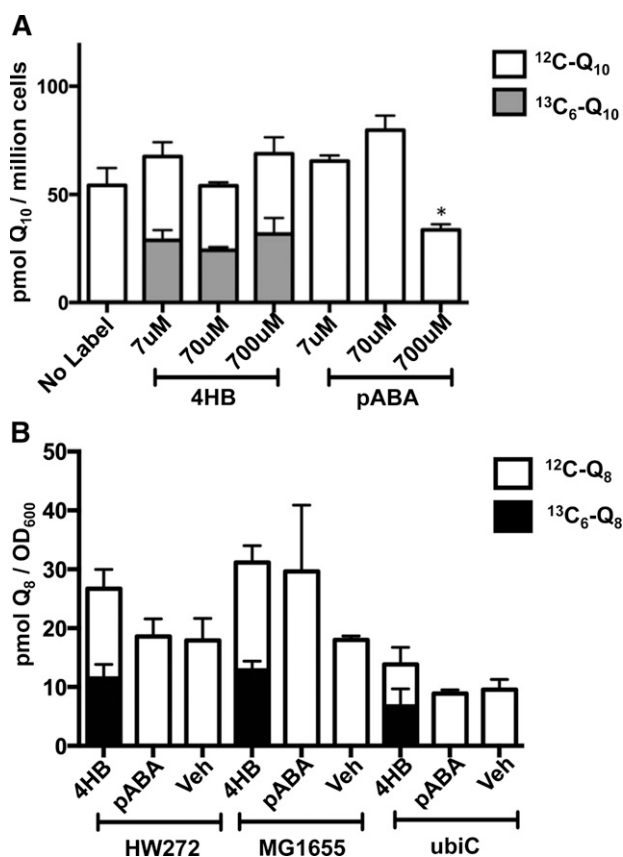 A
pmol Q₁₀ / million cells
100
50
0
¹²C-Q₁₀
¹³C₆-Q₁₀
*
No Label
7uM
70uM
700uM
7uM
70uM
700uM
4HB
pABA
B
pmol Q₈ / OD₆₀₀
50
40
30
20
10
0
¹²C-Q₈
¹³C₆-Q₈
4HB
pABA
Veh
4HB
pABA
Veh
4HB
pABA
Veh
HW272
MG1655
ubiC